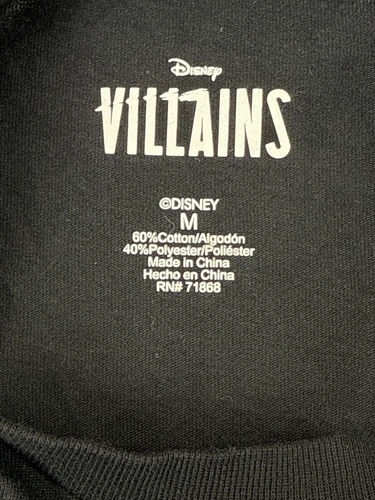 Disney
VILLAINS
©DISNEY
M
60%Cotton/Algodón
40%Polyester/Poliéster
Made in China
Hecho en China
RN# 71868